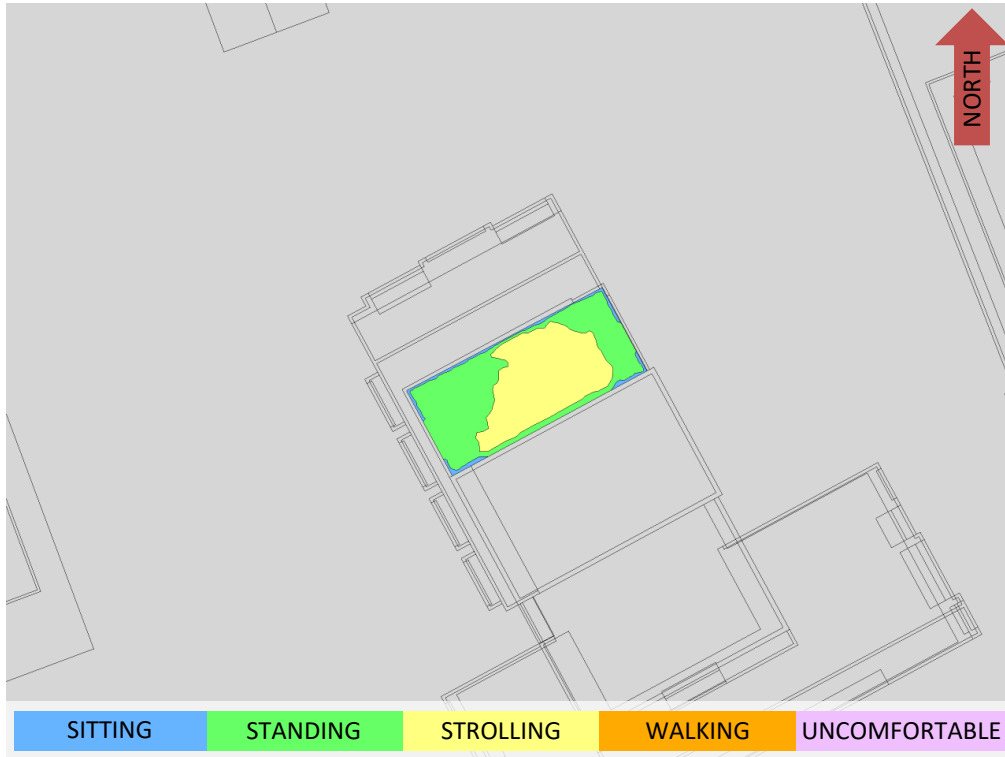 NORTH
SITTING
STANDING
STROLLING
WALKING
UNCOMFORTABLE